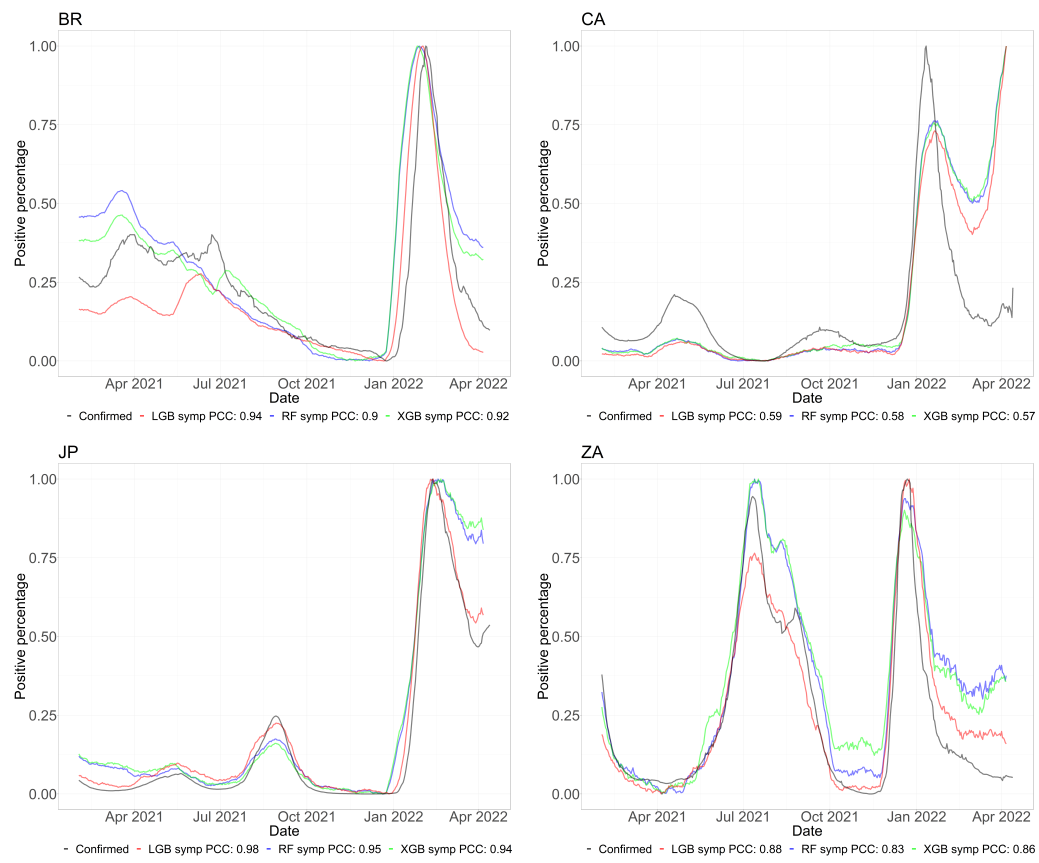 BR
1.00
0.75
0.50
0.25
0.00
Positive percentage
Apr 2021 Jul 2021 Oct 2021 Jan 2022 Apr 2022
Date
Confirmed LGB symp PCC: 0.94 RF symp PCC: 0.9 XGB symp PCC: 0.92
CA
1.00
0.75
0.50
0.25
0.00
Positive percentage
Apr 2021 Jul 2021 Oct 2021 Jan 2022 Apr 2022
Date
Confirmed LGB symp PCC: 0.59 RF symp PCC: 0.58 XGB symp PCC: 0.57
JP
1.00
0.75
0.50
0.25
0.00
Positive percentage
Apr 2021 Jul 2021 Oct 2021 Jan 2022 Apr 2022
Date
Confirmed LGB symp PCC: 0.98 RF symp PCC: 0.95 XGB symp PCC: 0.94
ZA
1.00
0.75
0.50
0.25
0.00
Positive percentage
Apr 2021 Jul 2021 Oct 2021 Jan 2022 Apr 2022
Date
Confirmed LGB symp PCC: 0.88 RF symp PCC: 0.83 XGB symp PCC: 0.86